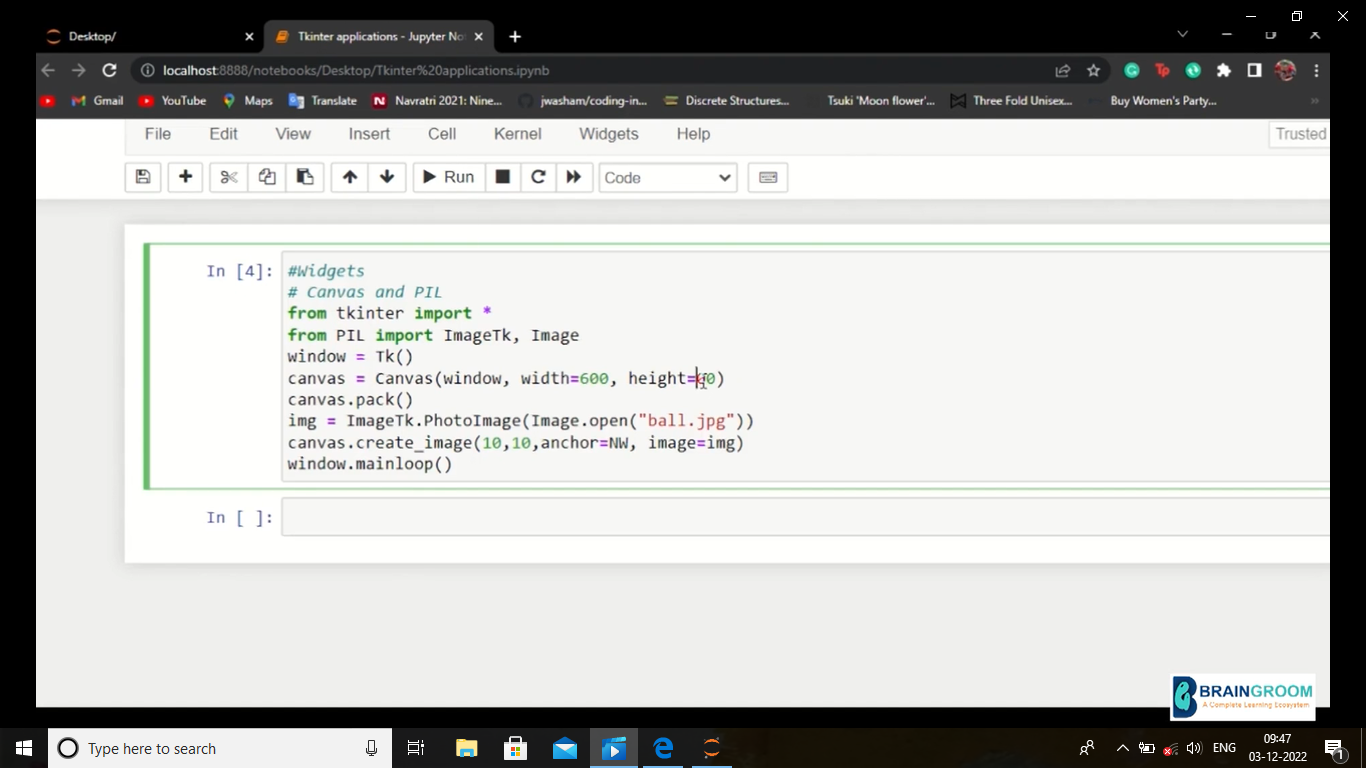 Desktop/
Tkinter applications - Jupyter No
localhost:8888/notebooks/Desktop/Tkinter%20applications.ipynb
Gmail YouTube Maps Translate Navratri 2021: Nine... jwasham/coding-in... Discrete Structures... Tsuki 'Moon flower'... Three Fold Unisex... Buy Women's Party... »
File Edit View Insert Cell Kernel Widgets Help Trusted
Run Code
In [4]:
#Widgets
# Canvas and PIL
from tkinter import *
from PIL import ImageTk, Image
window = Tk()
canvas = Canvas(window, width=600, height=
canvas.pack()
img = ImageTk.PhotoImage(Image.open("ball.jpg"))
canvas.create_image(10,10,anchor=NW, image=img)
window.mainloop()
In [ ]:
BRAINGROOM
A Complete Learning Ecosystem
Type here to search
ENG
09:47
03-12-2022
1